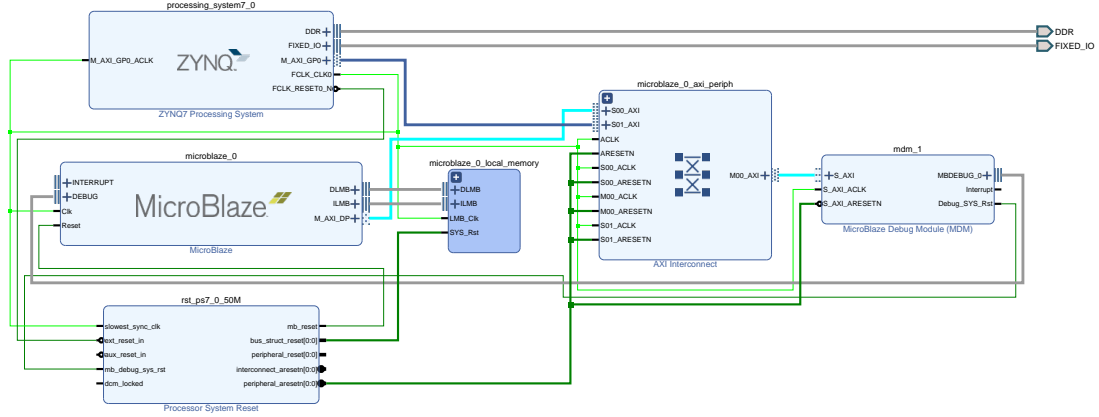 processing_system7_0
DDR
FIXED_IO
M_AXI_GP0_ACLK
M_AXI_GP0
FCLK_CLK0
FCLK_RESET0_N
ZYNQ
ZYNQ7 Processing System
DDR
FIXED_IO
microblaze_0
INTERRUPT
DEBUG
Clk
Reset
MicroBlaze
DLMB
ILMB
M_AXI_DP
MicroBlaze
microblaze_0_local_memory
DLMB
ILMB
LMB_Clk
SYS_Rst
microblaze_0_axi_periph
S00_AXI
S01_AXI
ACLK
ARESETN
S00_ACLK
S00_ARESETN
M00_ACLK
M00_ARESETN
S01_ACLK
S01_ARESETN
M00_AXI
AXI Interconnect
mdm_1
S_AXI
S_AXI_ACLK
S_AXI_ARESETN
MBDEBUG_0
Interrupt
Debug_SYS_Rst
MicroBlaze Debug Module (MDM)
rst_ps7_0_50M
slowest_sync_clk
ext_reset_in
aux_reset_in
mb_debug_sys_rst
dcm_locked
mb_reset
bus_struct_reset[0:0]
peripheral_reset[0:0]
interconnect_aresetn[0:0]
peripheral_aresetn[0:0]
Processor System Reset